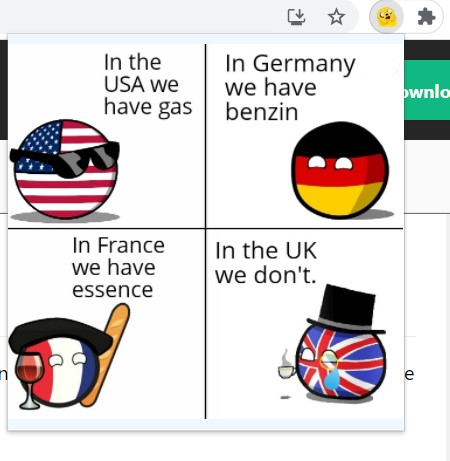 ownlo
In the
USA we
have gas
In Germany
we have
benzin
In France
we have
essence
In the UK
we don't.
n
e